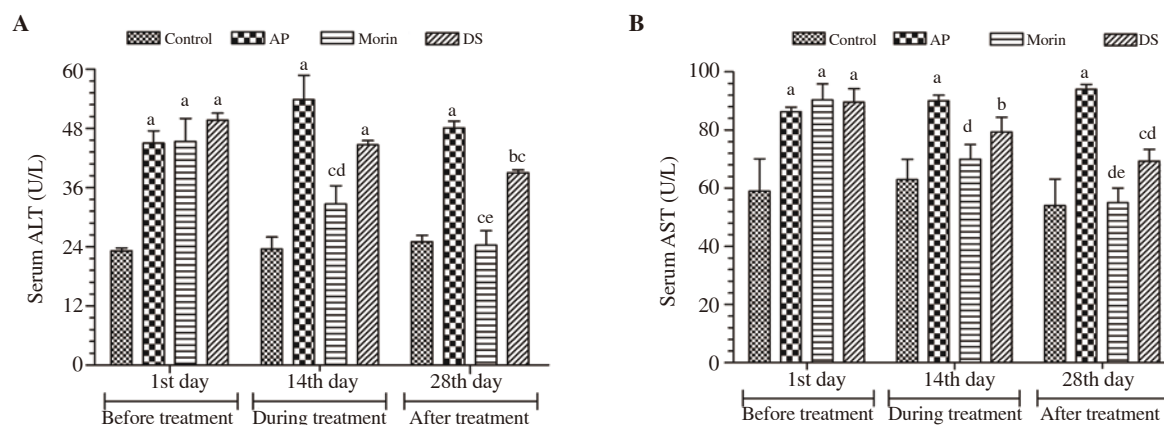 A
Control AP Morin DS
Serum ALT (U/L)
60
48
36
24
12
0
a a a
a cd a
a ce bc
1st day 14th day 28th day
Before treatment During treatment After treatment
B
Control AP Morin DS
Serum AST (U/L)
100
80
60
40
20
0
a a a
a d b
a de cd
1st day 14th day 28th day
Before treatment During treatment After treatment